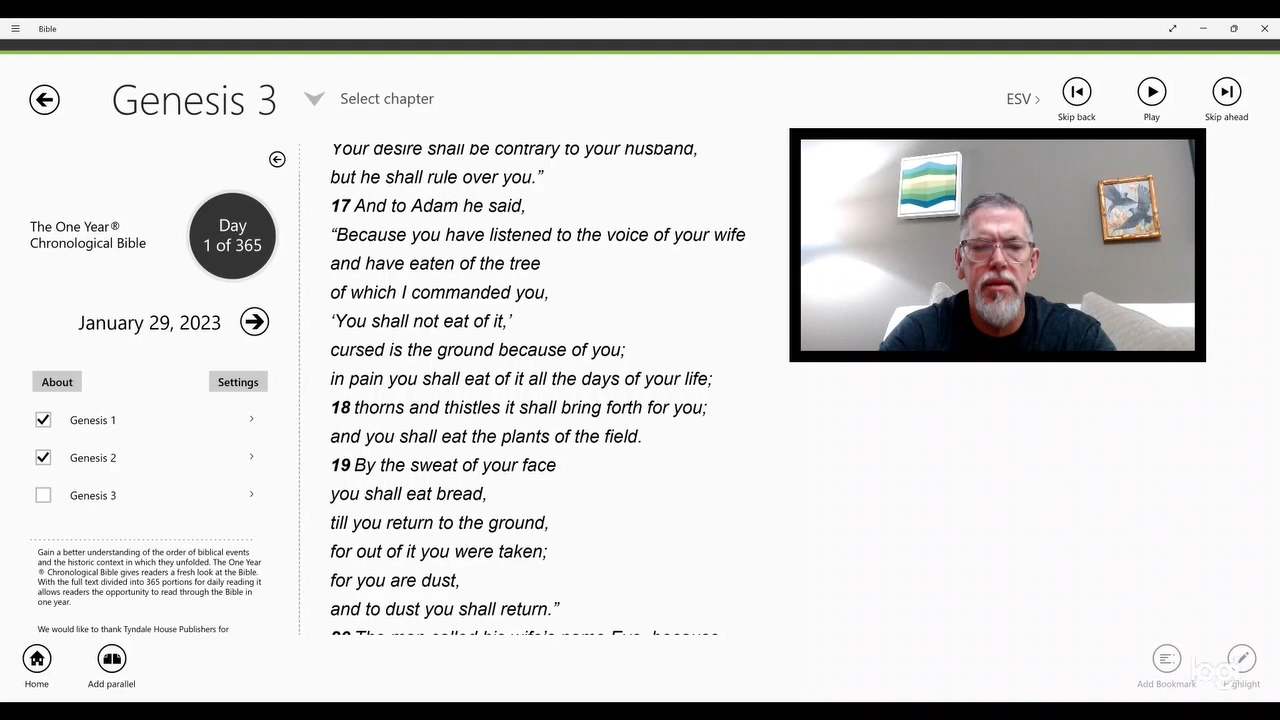 Bible
Genesis 3
Select chapter
ESV
Skip back
Play
Skip ahead
The One Year®
Chronological Bible
Day
1 of 365
January 29, 2023
About
Settings
Genesis 1
Genesis 2
Genesis 3
Gain a better understanding of the order of biblical events
and the historic context in which they unfolded. The One Year
® Chronological Bible gives readers a fresh look at the Bible.
With the full text divided into 365 portions for daily reading it
allows readers the opportunity to read through the Bible in
one year.
We would like to thank Tyndale House Publishers for
Your desire shall be contrary to your husband,
but he shall rule over you.”
17 And to Adam he said,
“Because you have listened to the voice of your wife
and have eaten of the tree
of which I commanded you,
‘You shall not eat of it,’
cursed is the ground because of you;
in pain you shall eat of it all the days of your life;
18 thorns and thistles it shall bring forth for you;
and you shall eat the plants of the field.
19 By the sweat of your face
you shall eat bread,
till you return to the ground,
for out of it you were taken;
for you are dust,
and to dust you shall return.”
20 The man called his wife’s name Eve, because
Home
Add parallel
Add Bookmark
Highlight
logi